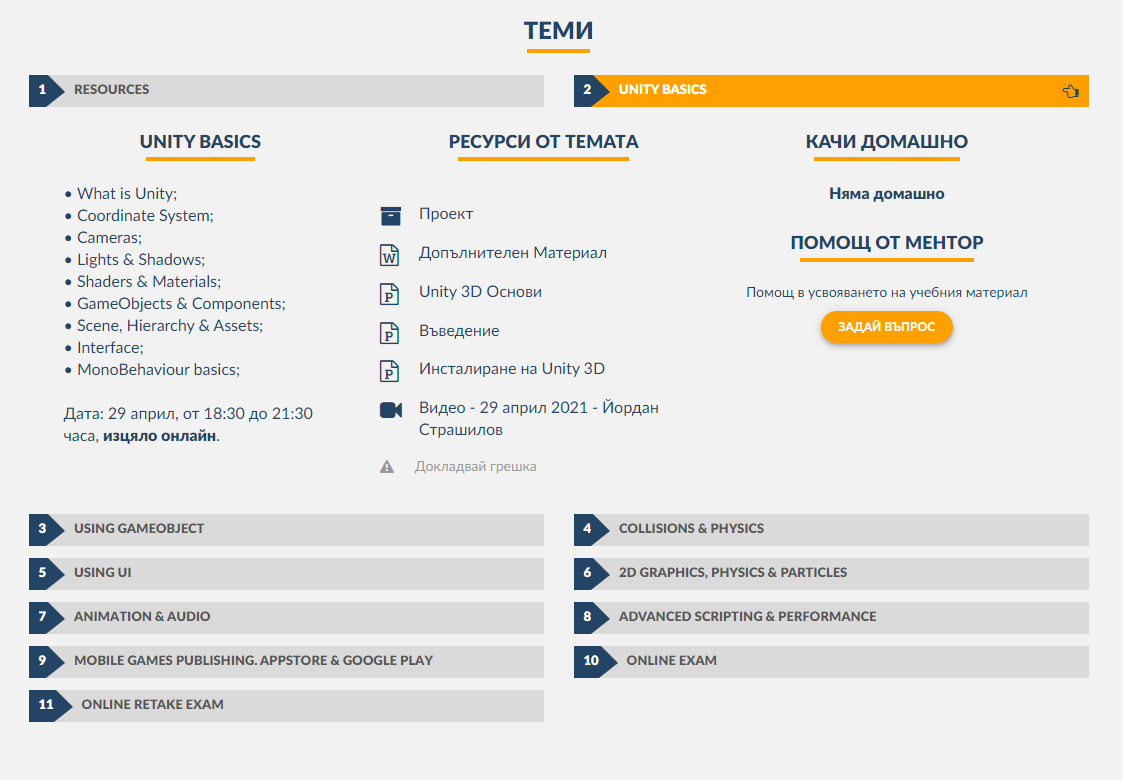 ТЕМИ
1 RESOURCES
2 UNITY BASICS
UNITY BASICS
• What is Unity;
• Coordinate System;
• Cameras;
• Lights & Shadows;
• Shaders & Materials;
• GameObjects & Components;
• Scene, Hierarchy & Assets;
• Interface;
• MonoBehaviour basics;
Дата: 29 април, от 18:30 до 21:30
часа, изцяло онлайн.
РЕСУРСИ ОТ ТЕМАТА
Проект
W Допълнителен Материал
P Unity 3D Основи
P Въведение
P Инсталиране на Unity 3D
Видео - 29 април 2021 - Йордан
Страшилов
Докладвай грешка
КАЧИ ДОМАШНО
Няма домашно
ПОМОЩ ОТ МЕНТОР
Помощ в усвояването на учебния материал
ЗАДАЙ ВЪПРОС
3 USING GAMEOBJECT
4 COLLISIONS & PHYSICS
5 USING UI
6 2D GRAPHICS, PHYSICS & PARTICLES
7 ANIMATION & AUDIO
8 ADVANCED SCRIPTING & PERFORMANCE
9 MOBILE GAMES PUBLISHING. APPSTORE & GOOGLE PLAY
10 ONLINE EXAM
11 ONLINE RETAKE EXAM